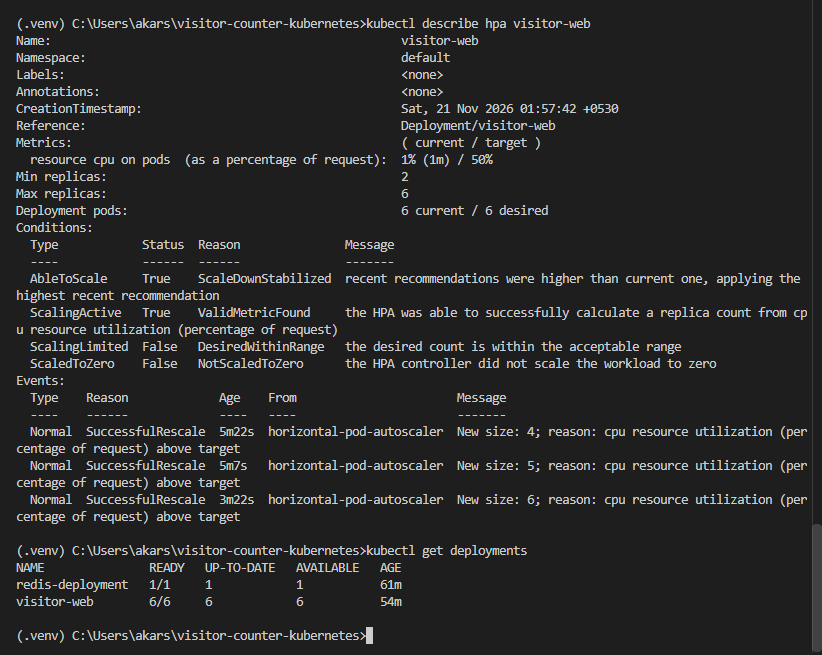 (.venv) C:\Users\akars\visitor-counter-kubernetes>kubectl describe hpa visitor-web
Name:                                                  visitor-web
Namespace:                                             default
Labels:                                                <none>
Annotations:                                           <none>
CreationTimestamp:                                     Sat, 21 Nov 2026 01:57:42 +0530
Reference:                                             Deployment/visitor-web
Metrics:                                               ( current / target )
  resource cpu on pods  (as a percentage of request):  1% (1m) / 50%
Min replicas:                                          2
Max replicas:                                          6
Deployment pods:                                       6 current / 6 desired
Conditions:
  Type            Status  Reason               Message
  ----            ------  ------               -------
  AbleToScale     True    ScaleDownStabilized  recent recommendations were higher than current one, applying the
highest recent recommendation
  ScalingActive   True    ValidMetricFound     the HPA was able to successfully calculate a replica count from cp
u resource utilization (percentage of request)
  ScalingLimited  False   DesiredWithinRange   the desired count is within the acceptable range
  ScaledToZero    False   NotScaledToZero      the HPA controller did not scale the workload to zero
Events:
  Type    Reason             Age    From                       Message
  ----    ------             ----   ----                       -------
  Normal  SuccessfulRescale  5m22s  horizontal-pod-autoscaler  New size: 4; reason: cpu resource utilization (per
centage of request) above target
  Normal  SuccessfulRescale  5m7s   horizontal-pod-autoscaler  New size: 5; reason: cpu resource utilization (per
centage of request) above target
  Normal  SuccessfulRescale  3m22s  horizontal-pod-autoscaler  New size: 6; reason: cpu resource utilization (per
centage of request) above target
(.venv) C:\Users\akars\visitor-counter-kubernetes>kubectl get deployments
NAME               READY   UP-TO-DATE   AVAILABLE   AGE
redis-deployment   1/1     1            1           61m
visitor-web        6/6     6            6           54m
(.venv) C:\Users\akars\visitor-counter-kubernetes>